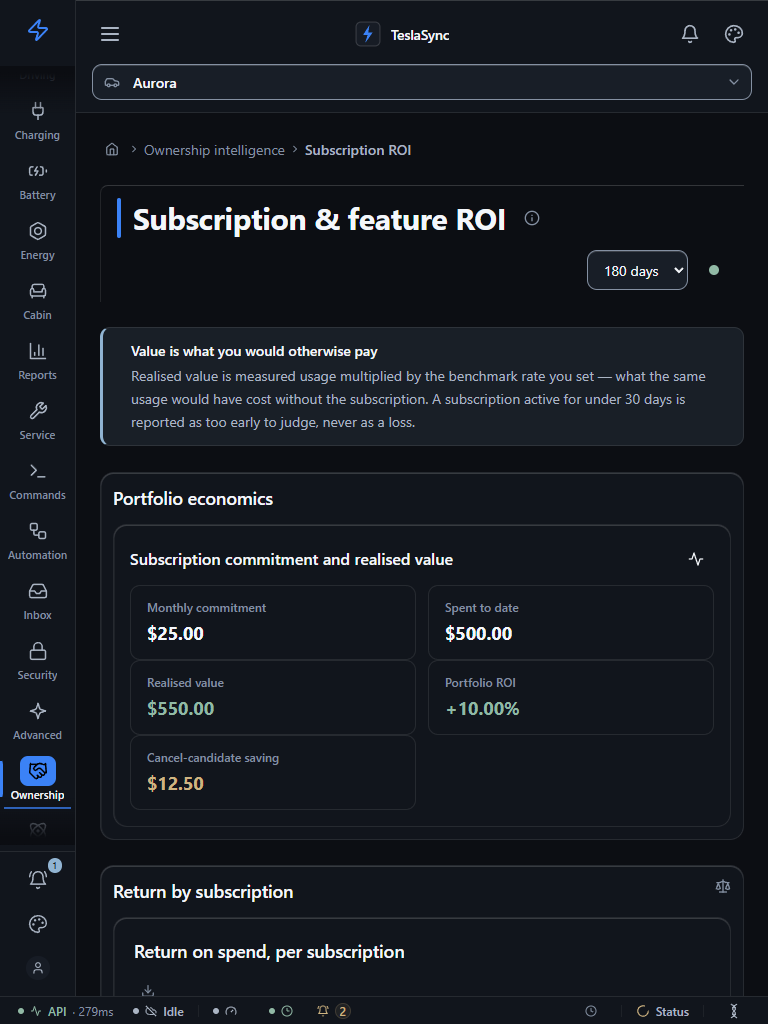 TeslaSync
Aurora
Driving
Charging
Battery
Energy
Cabin
Reports
Service
Commands
Automation
Inbox
Security
Advanced
Ownership
1
Ownership intelligence
Subscription ROI
Subscription & feature ROI
180 days
Value is what you would otherwise pay
Realised value is measured usage multiplied by the benchmark rate you set — what the same
usage would have cost without the subscription. A subscription active for under 30 days is
reported as too early to judge, never as a loss.
Portfolio economics
Subscription commitment and realised value
Monthly commitment
$25.00
Spent to date
$500.00
Realised value
$550.00
Portfolio ROI
+10.00%
Cancel-candidate saving
$12.50
Return by subscription
Return on spend, per subscription
API · 279ms
Idle
2
Status